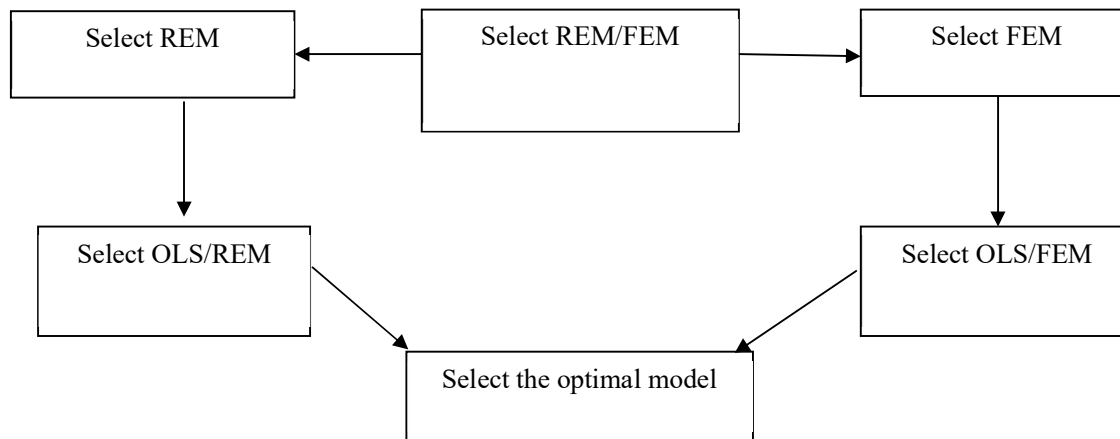 Select REM
Select REM/FEM
Select FEM
Select OLS/REM
Select OLS/FEM
Select the optimal model